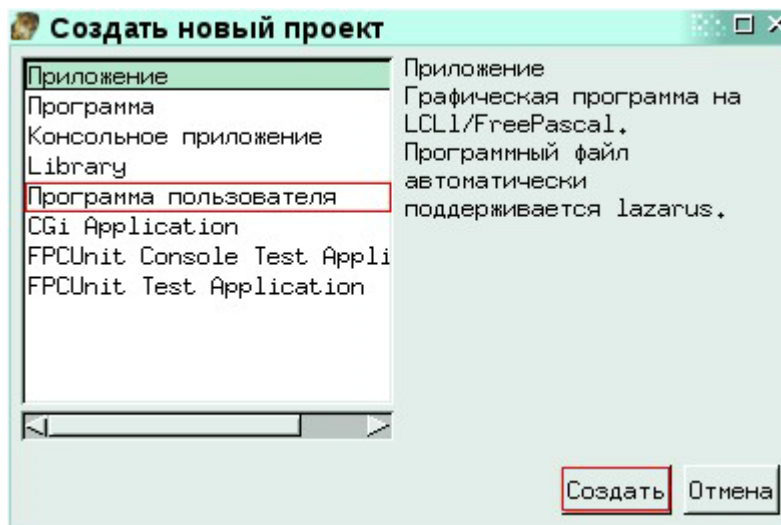 Создать новый проект
Приложение
Программа
Консольное приложение
Library
Программа пользователя
CGi Application
FPCUnit Console Test Appli
FPCUnit Test Application
Приложение
Графическая программа на
LCLl/FreePascal.
Программный файл
автоматически
поддерживается lazarus.
Создать
Отмена